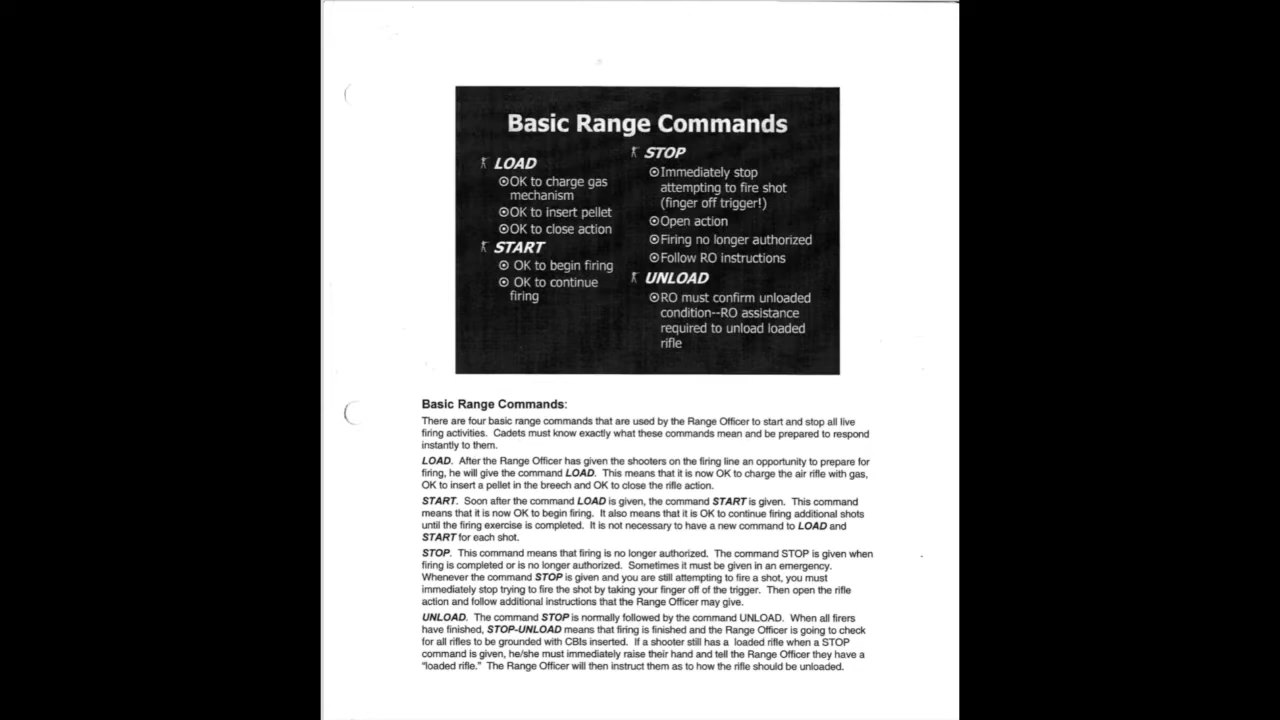 Basic Range Commands
LOAD
OK to charge gas
mechanism
OK to insert pellet
OK to close action
START
OK to begin firing
OK to continue
firing
STOP
Immediately stop
attempting to fire shot
(finger off trigger!)
Open action
Firing no longer authorized
Follow RO instructions
UNLOAD
RO must confirm unloaded
condition--RO assistance
required to unload loaded
rifle
Basic Range Commands:
There are four basic range commands that are used by the Range Officer to start and stop all live
firing activities. Cadets must know exactly what these commands mean and be prepared to respond
instantly to them.
LOAD. After the Range Officer has given the shooters on the firing line an opportunity to prepare for
firing, he will give the command LOAD. This means that it is now OK to charge the air rifle with gas,
OK to insert a pellet in the breech and OK to close the rifle action.
START. Soon after the command LOAD is given, the command START is given. This command
means that it is now OK to begin firing. It also means that it is OK to continue firing additional shots
until the firing exercise is completed. It is not necessary to have a new command to LOAD and
START for each shot.
STOP. This command means that firing is no longer authorized. The command STOP is given when
firing is completed or is no longer authorized. Sometimes it must be given in an emergency.
Whenever the command STOP is given and you are still attempting to fire a shot, you must
immediately stop trying to fire the shot by taking your finger off of the trigger. Then open the rifle
action and follow additional instructions that the Range Officer may give.
UNLOAD. The command STOP is normally followed by the command UNLOAD. When all firers
have finished, STOP-UNLOAD means that firing is finished and the Range Officer is going to check
for all rifles to be grounded with CBIs inserted. If a shooter still has a loaded rifle when a STOP
command is given, he/she must immediately raise their hand and tell the Range Officer they have a
"loaded rifle." The Range Officer will then instruct them as to how the rifle should be unloaded.